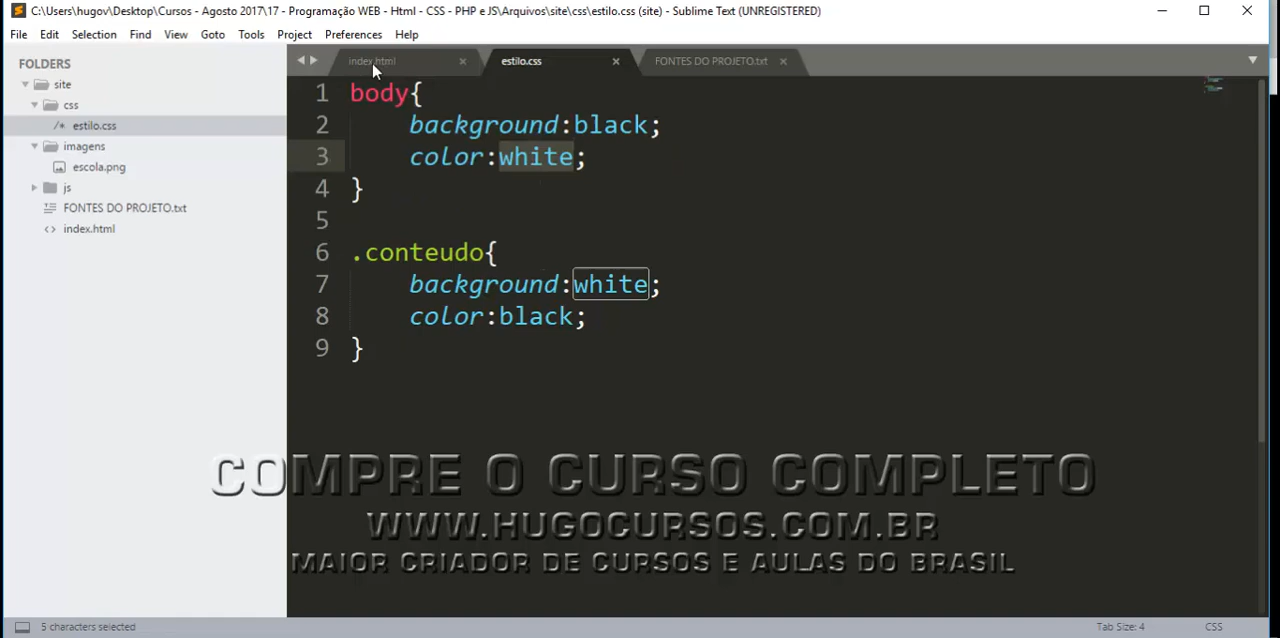 C:\Users\hugov\Desktop\Cursos - Agosto 2017\17 - Programação WEB - Html - CSS - PHP e JS\Arquivos\site\css\estilo.css (site) - Sublime Text (UNREGISTERED)
File Edit Selection Find View Goto Tools Project Preferences Help
FOLDERS
site
css
/* estilo.css
imagens
escola.png
js
FONTES DO PROJETO.txt
<> index.html
index.html estilo.css FONTES DO PROJETO.txt
1 body{
2 background:black;
3 color:white;
4 }
5
6 .conteudo{
7 background:white;
8 color:black;
9 }
COMPRE O CURSO COMPLETO
WWW.HUGOCURSOS.COM.BR
MAIOR CRIADOR DE CURSOS E AULAS DO BRASIL
5 characters selected Tab Size: 4 CSS